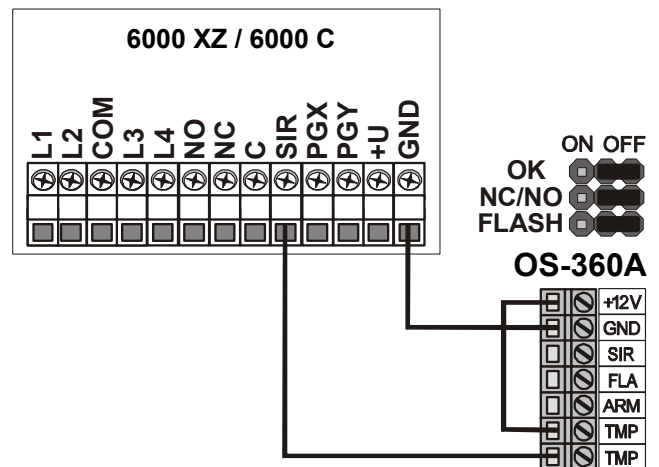 6000 XZ / 6000 C
L1
L2
COM
L3
L4
NO
NC
C
SIR
PGX
PGY
+U
GND
ON OFF
OK
NC/NO
FLASH
OS-360A
+12V
GND
SIR
FLA
ARM
TMP
TMP